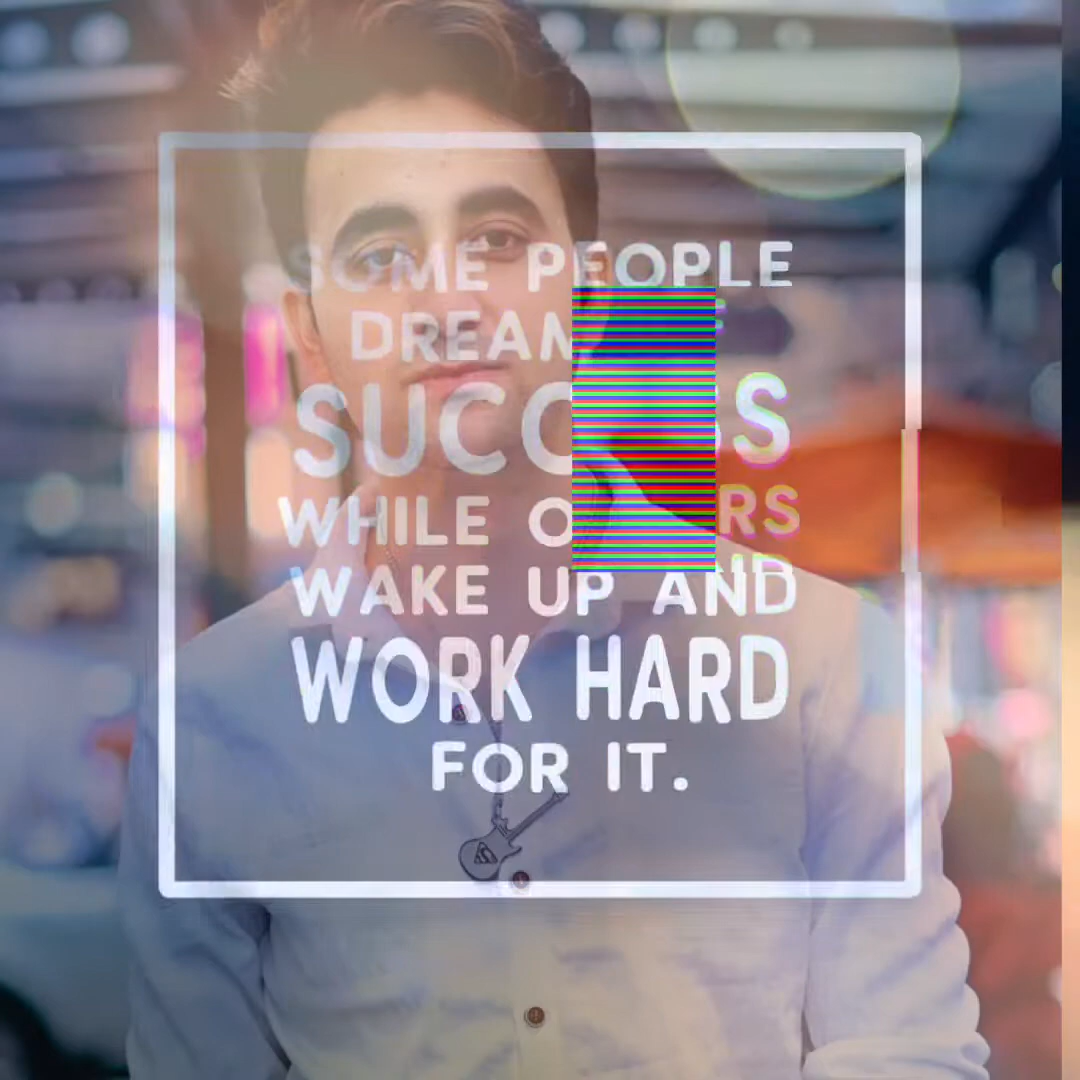 SOME PEOPLE
DREAM
WHILE
WAKE UP AND
WORK HARD
FOR IT.